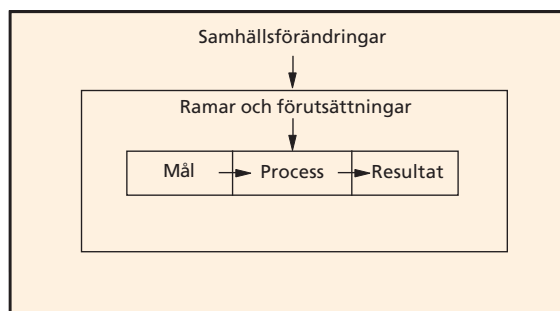 Samhällsförändringar
Ramar och förutsättningar
Mål Process Resultat